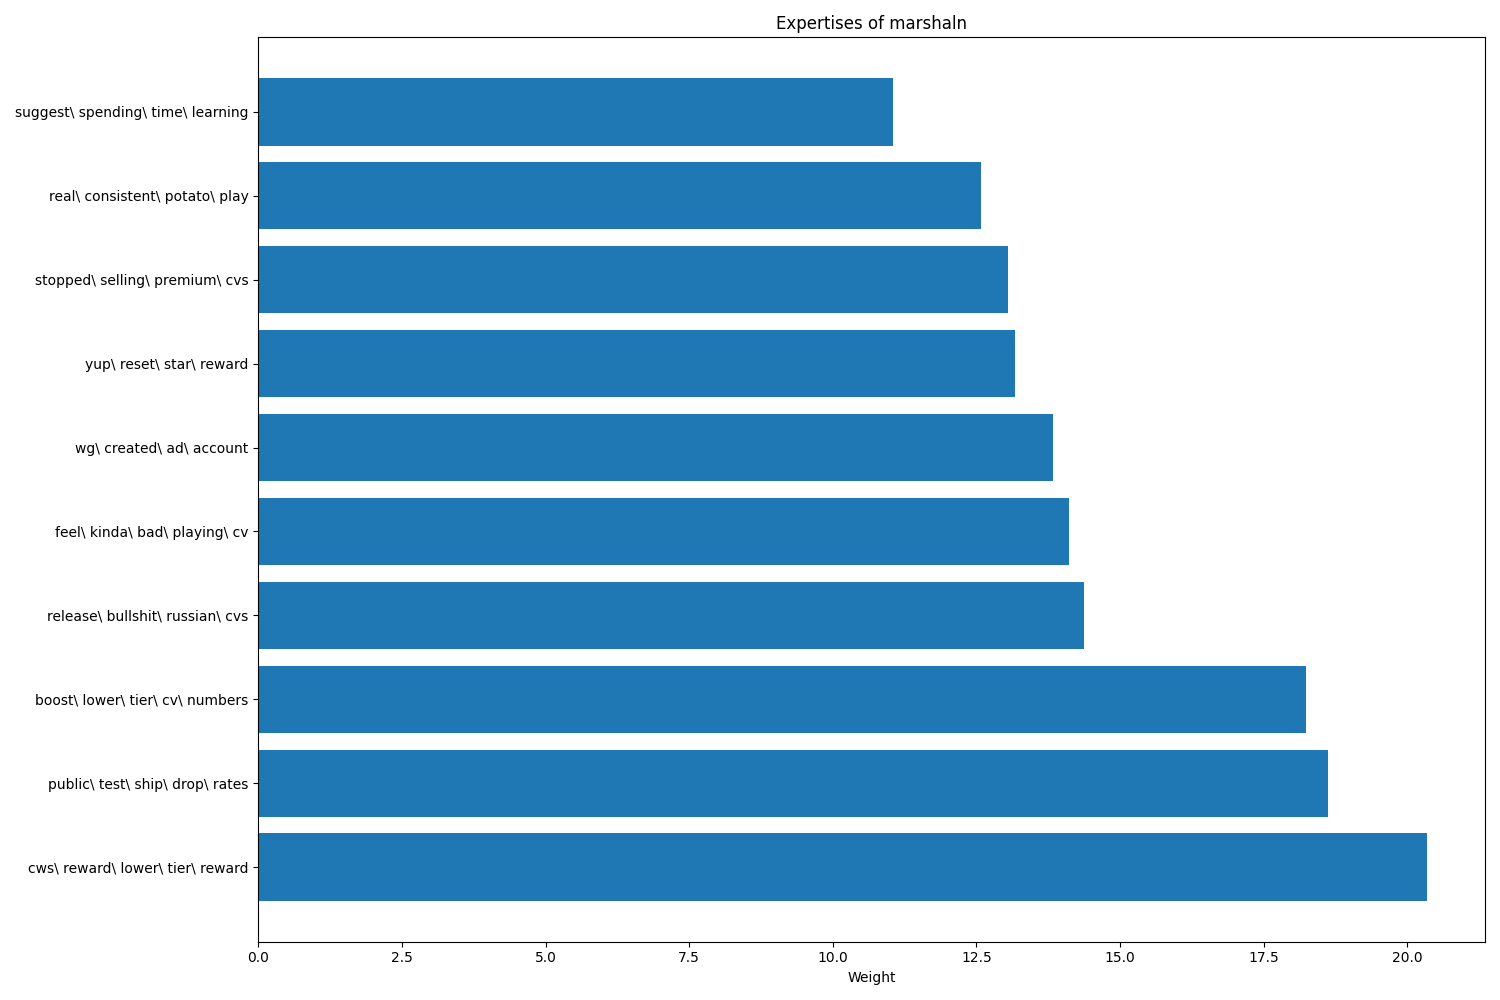 Expertises of marshaln
suggest\ spending\ time\ learning
real\ consistent\ potato\ play
stopped\ selling\ premium\ cvs
yup\ reset\ star\ reward
wg\ created\ ad\ account
feel\ kinda\ bad\ playing\ cv
release\ bullshit\ russian\ cvs
boost\ lower\ tier\ cv\ numbers
public\ test\ ship\ drop\ rates
cws\ reward\ lower\ tier\ reward
0.0 2.5 5.0 7.5 10.0 12.5 15.0 17.5 20.0
Weight